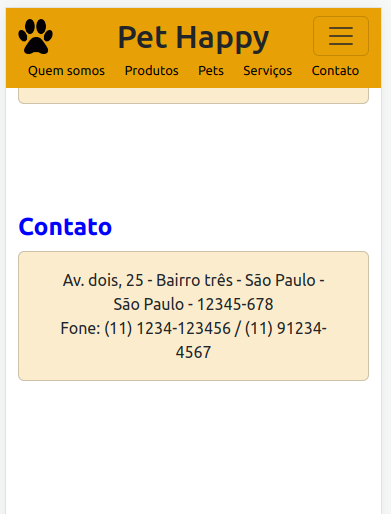 Pet Happy
Quem somos Produtos Pets Serviços Contato
Contato
Av. dois, 25 - Bairro três - São Paulo -
São Paulo - 12345-678
Fone: (11) 1234-123456 / (11) 91234-
4567